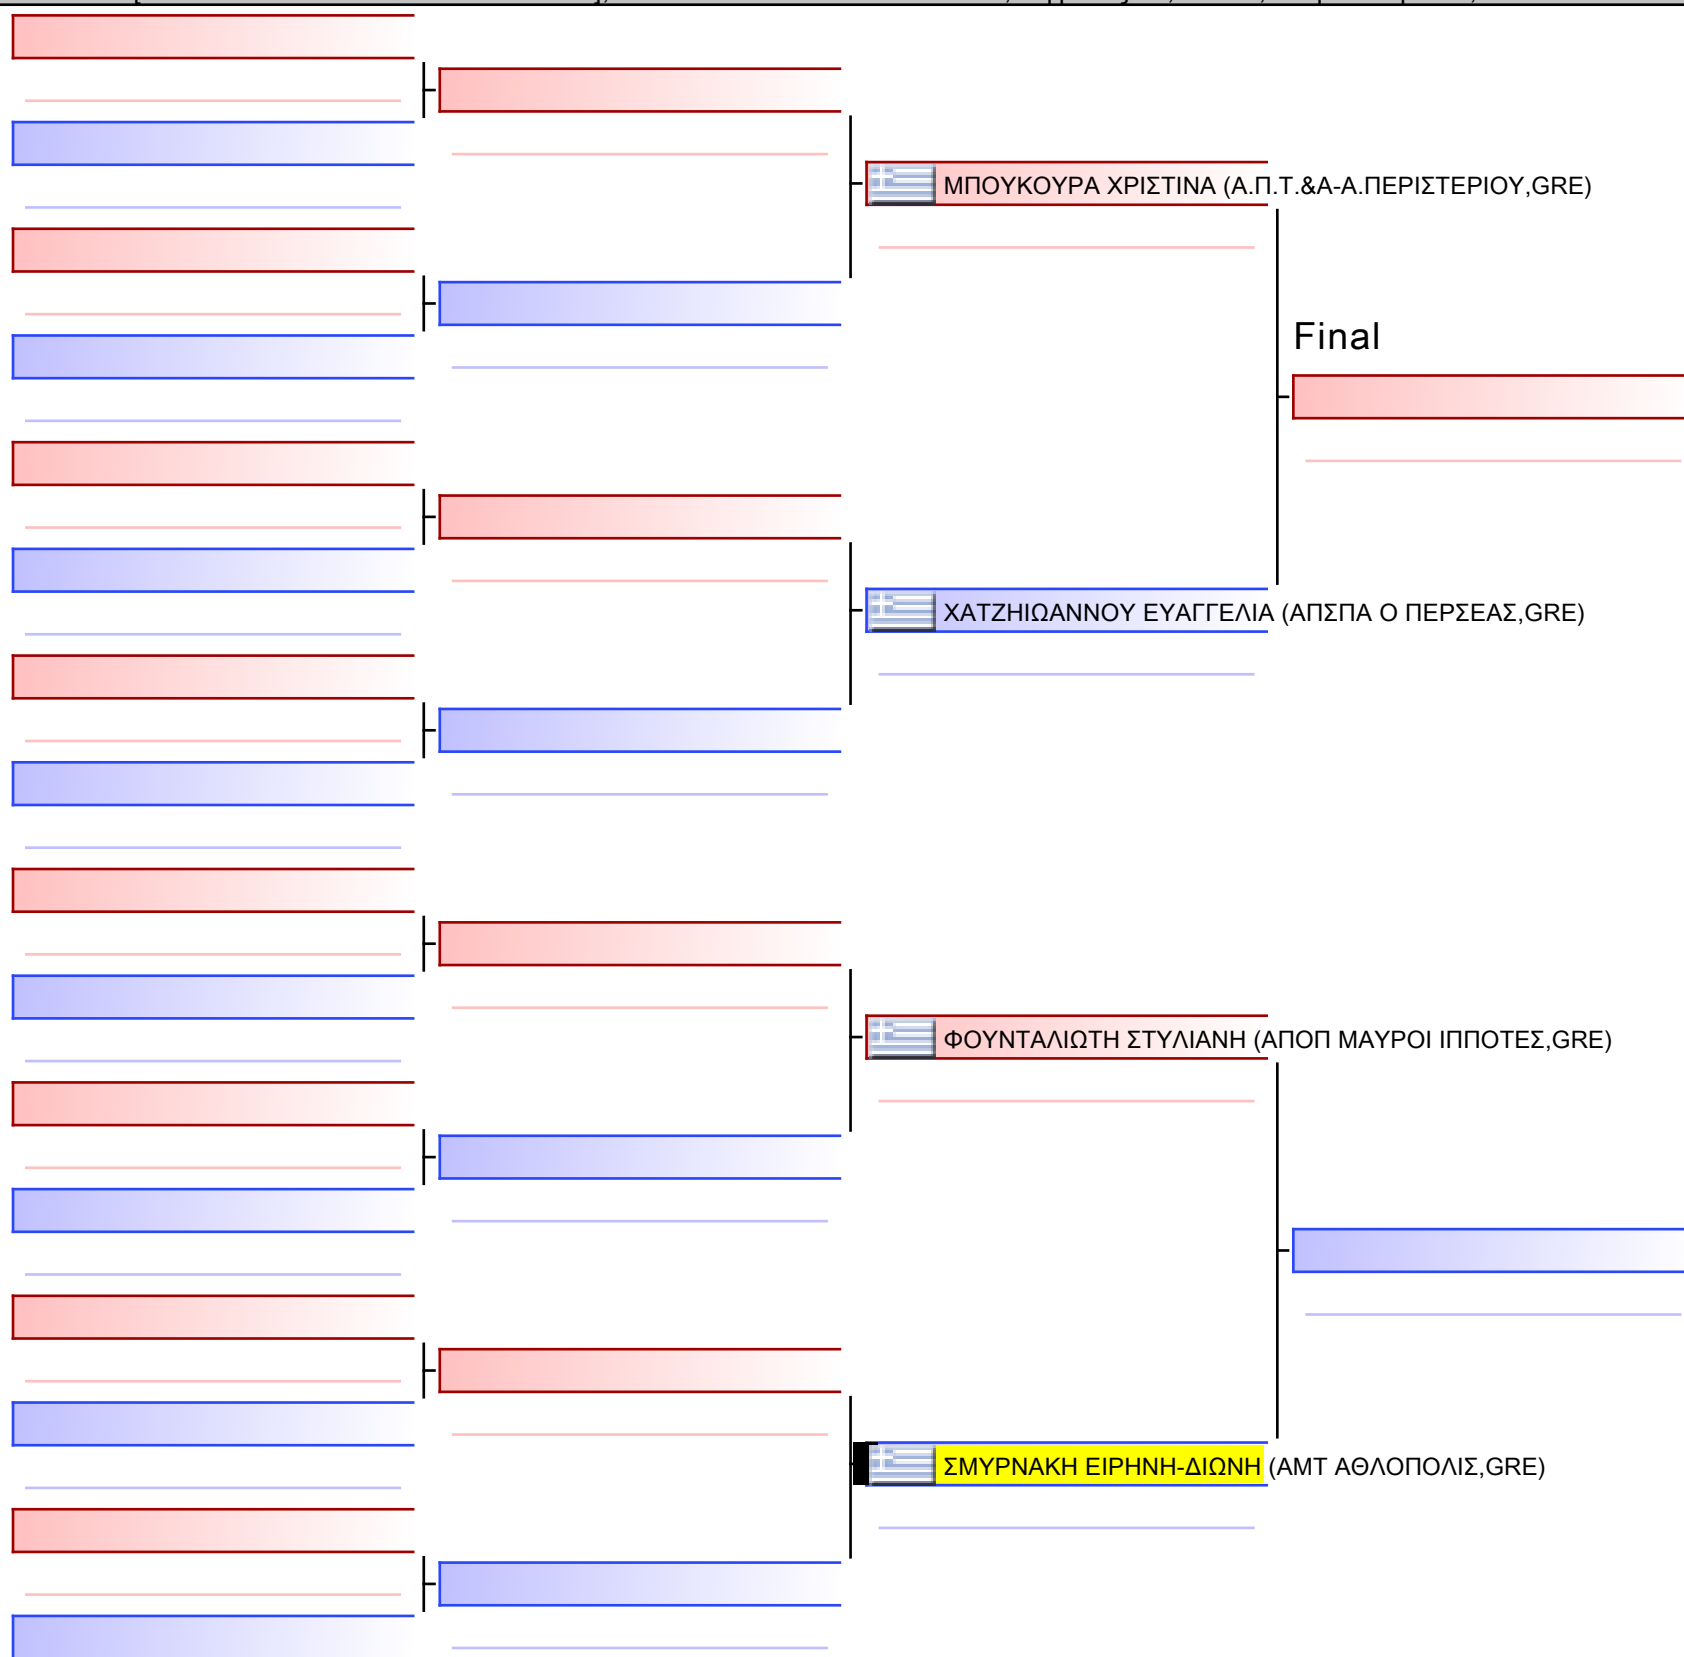 ΜΠΟΥΚΟΥΡΑ ΧΡΙΣΤΙΝΑ (Α.Π.Τ.&Α-Α.ΠΕΡΙΣΤΕΡΙΟΥ,GRE)
Final
ΧΑΤΖΗΙΩΑΝΝΟΥ ΕΥΑΓΓΕΛΙΑ (ΑΠΣΠΑ Ο ΠΕΡΣΕΑΣ,GRE)
ΦΟΥΝΤΑΛΙΩΤΗ ΣΤΥΛΙΑΝΗ (ΑΠΟΠ ΜΑΥΡΟΙ ΙΠΠΟΤΕΣ,GRE)
ΣΜΥΡΝΑΚΗ ΕΙΡΗΝΗ-ΔΙΩΝΗ (ΑΜΤ ΑΘΛΟΠΟΛΙΣ,GRE)